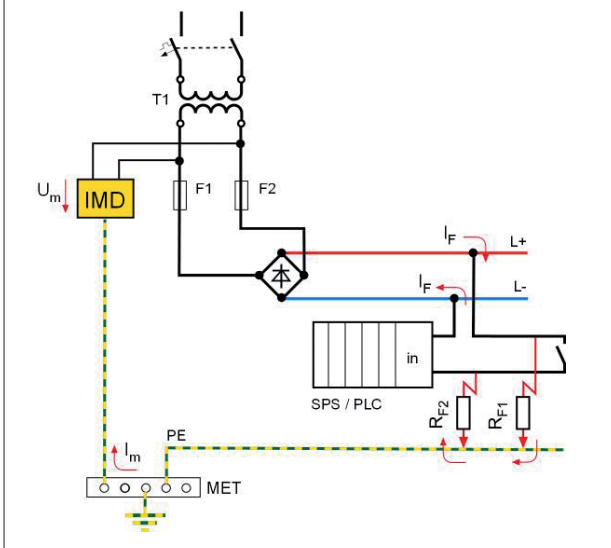 T1
F1
F2
Um
IMD
IF
L+
IF
L-
in
SPS / PLC
RF2
RF1
PE
Im
MET